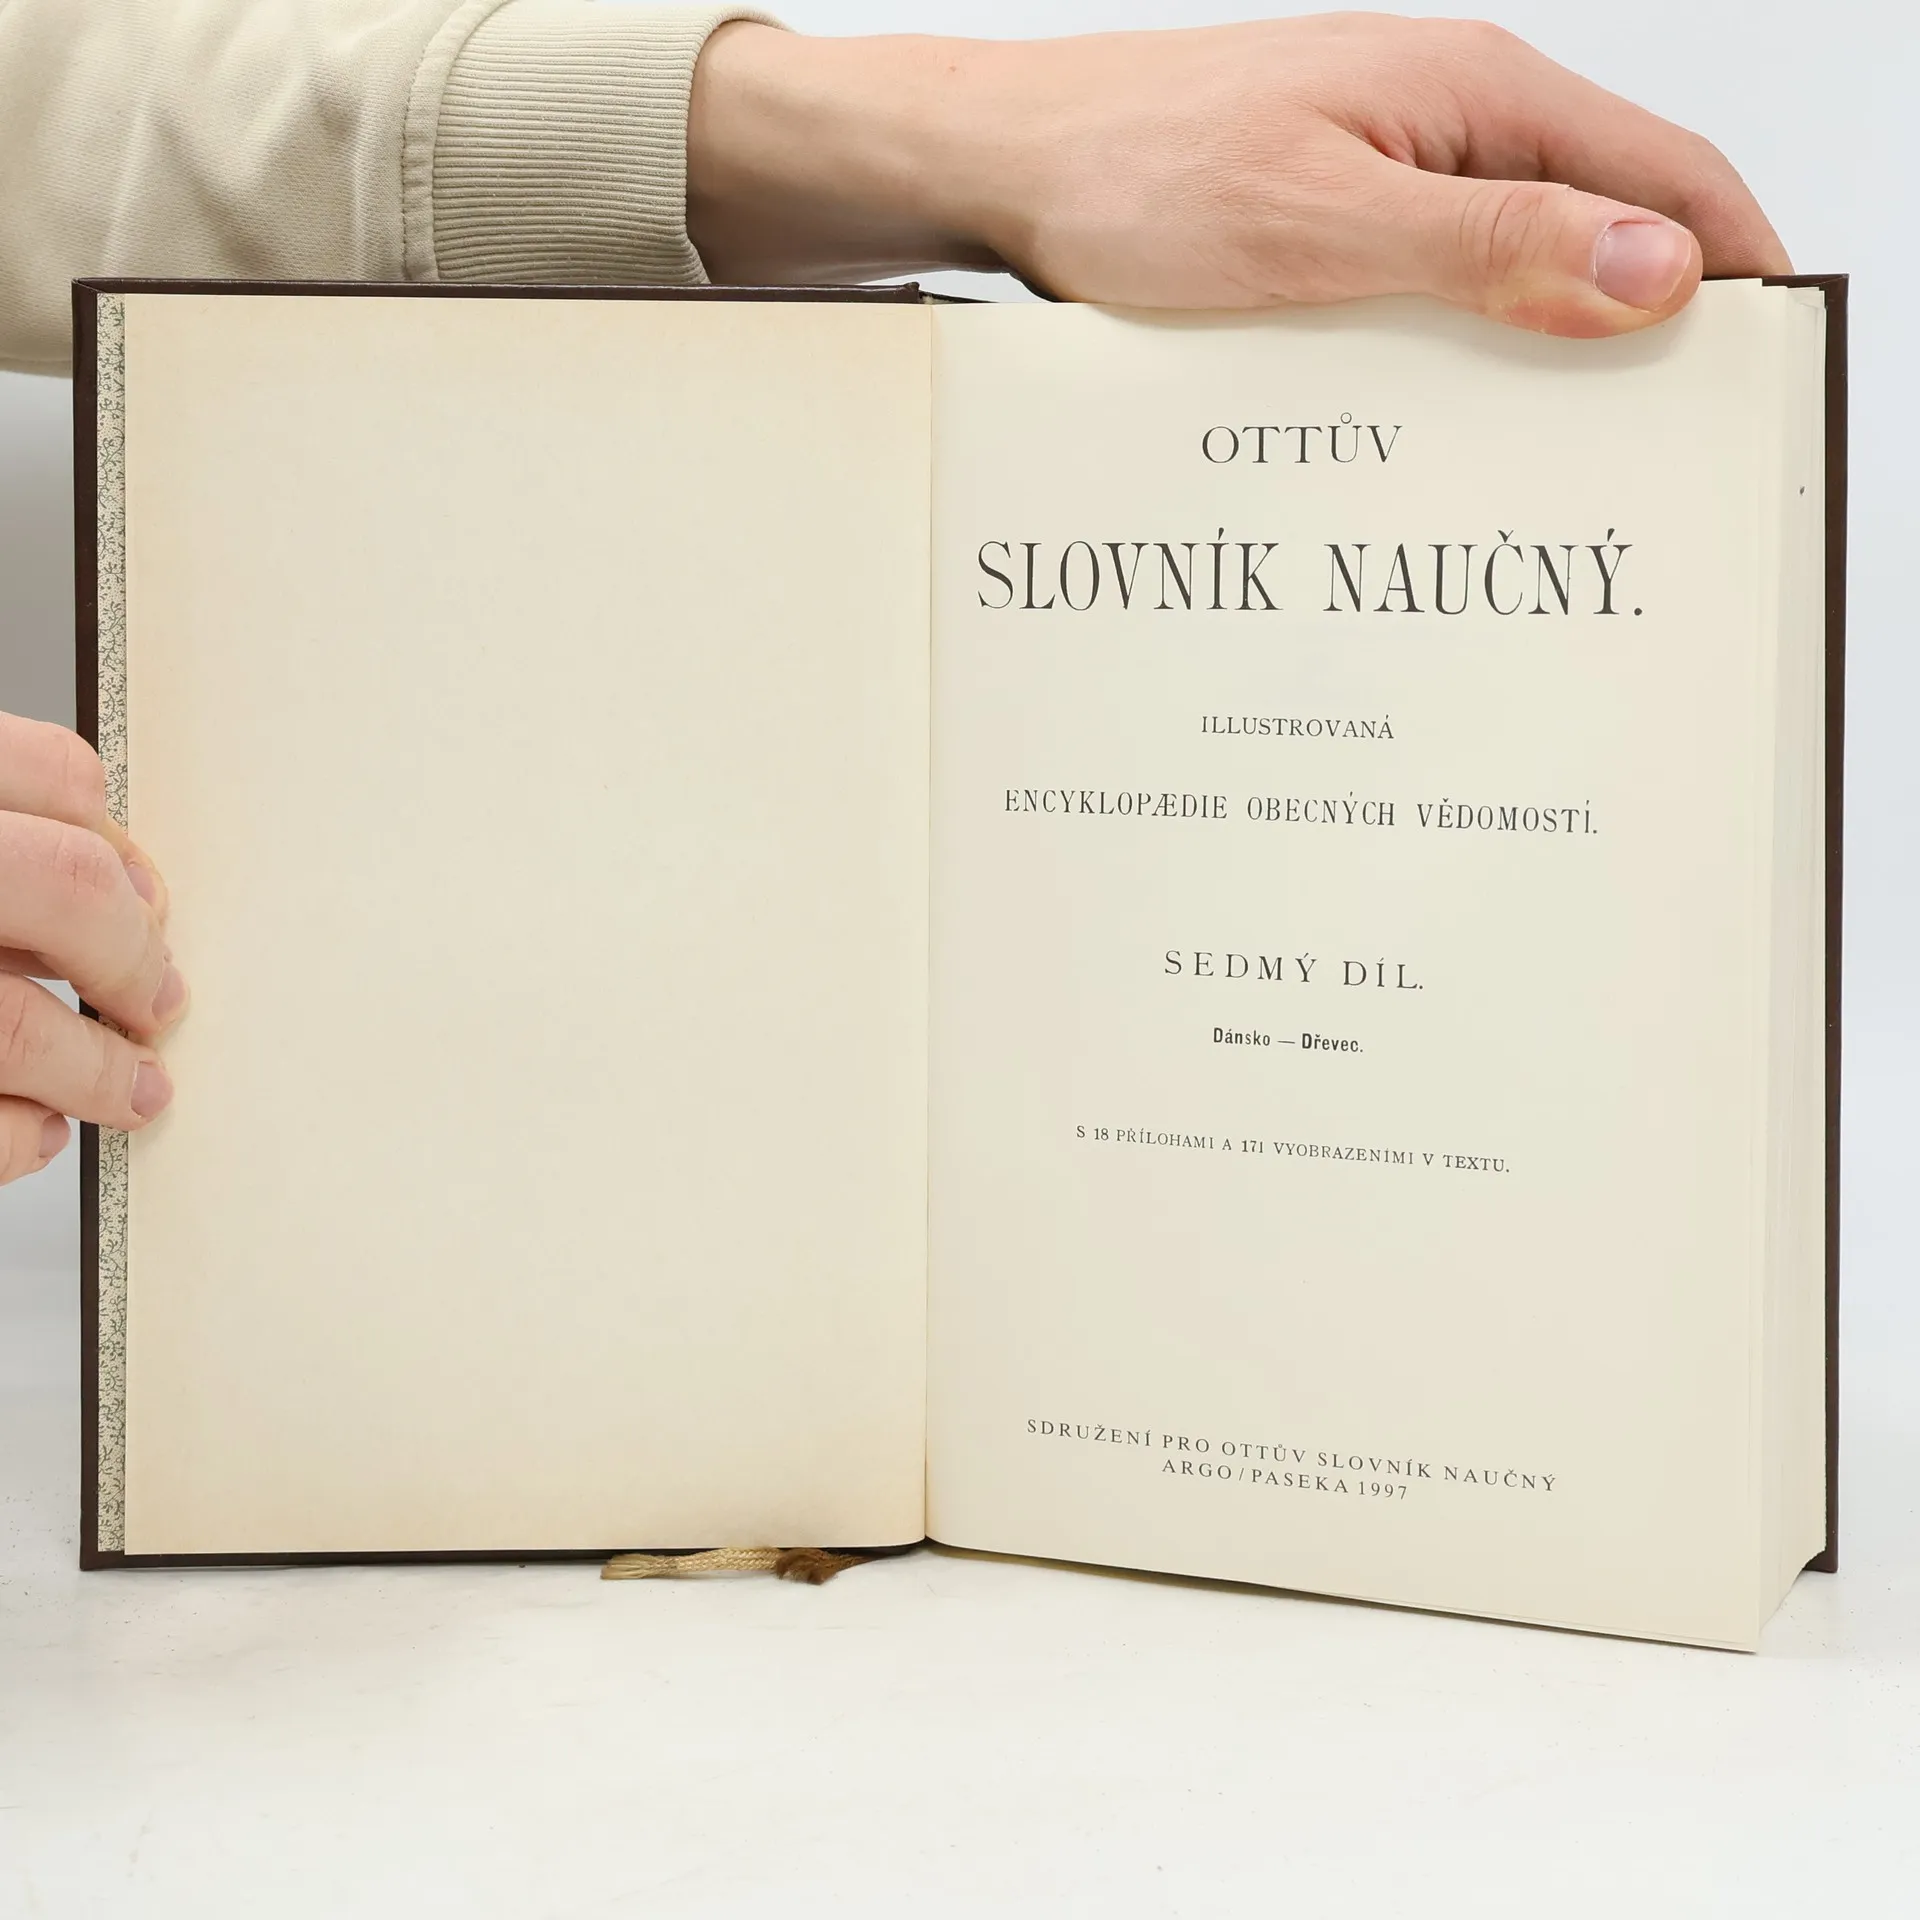 OTTŮV
SLOVNÍK NAUČNÝ.
ILLUSTROVANÁ
ENCYKLOPÆDIE OBECNÝCH VĚDOMOSTÍ.
SEDMÝ DÍL.
Dánsko — Dřevec.
S 18 PŘÍLOHAMI A 171 VYOBRAZENÍMI V TEXTU.
SDRUŽENÍ PRO OTTŮV SLOVNÍK NAUČNÝ
ARGO/PASEKA 1997